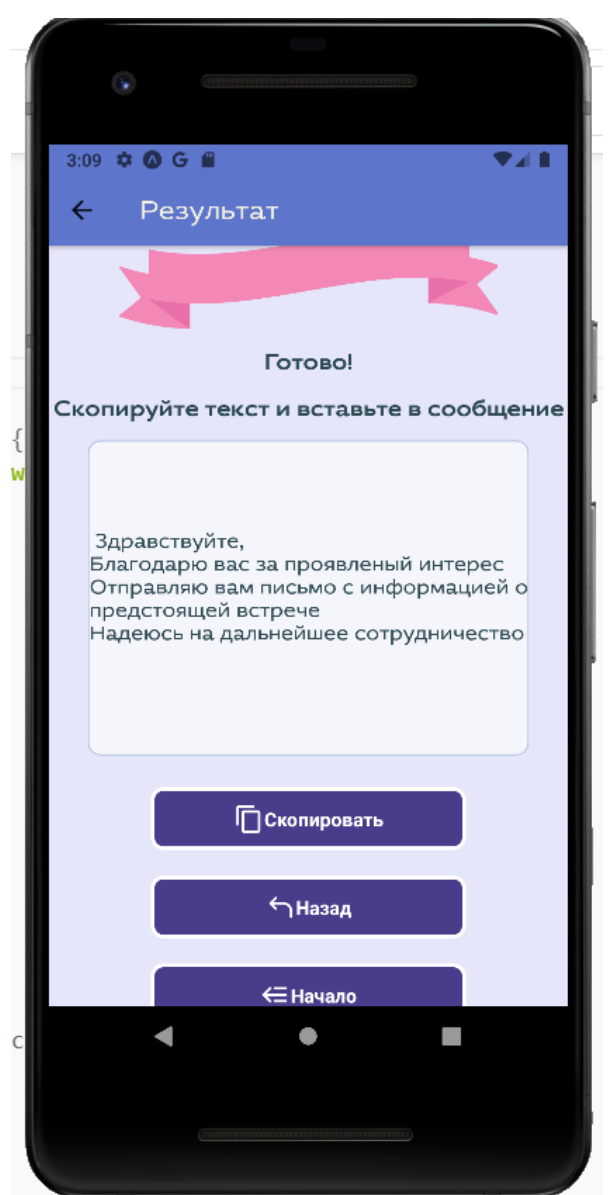 3:09
Результат
Готово!
Скопируйте текст и вставьте в сообщение
{
w
Здравствуйте,
Благодарю вас за проявленый интерес
Отправляю вам письмо с информацией о
предстоящей встрече
Надеюсь на дальнейшее сотрудничество
Скопировать
Назад
Начало
c